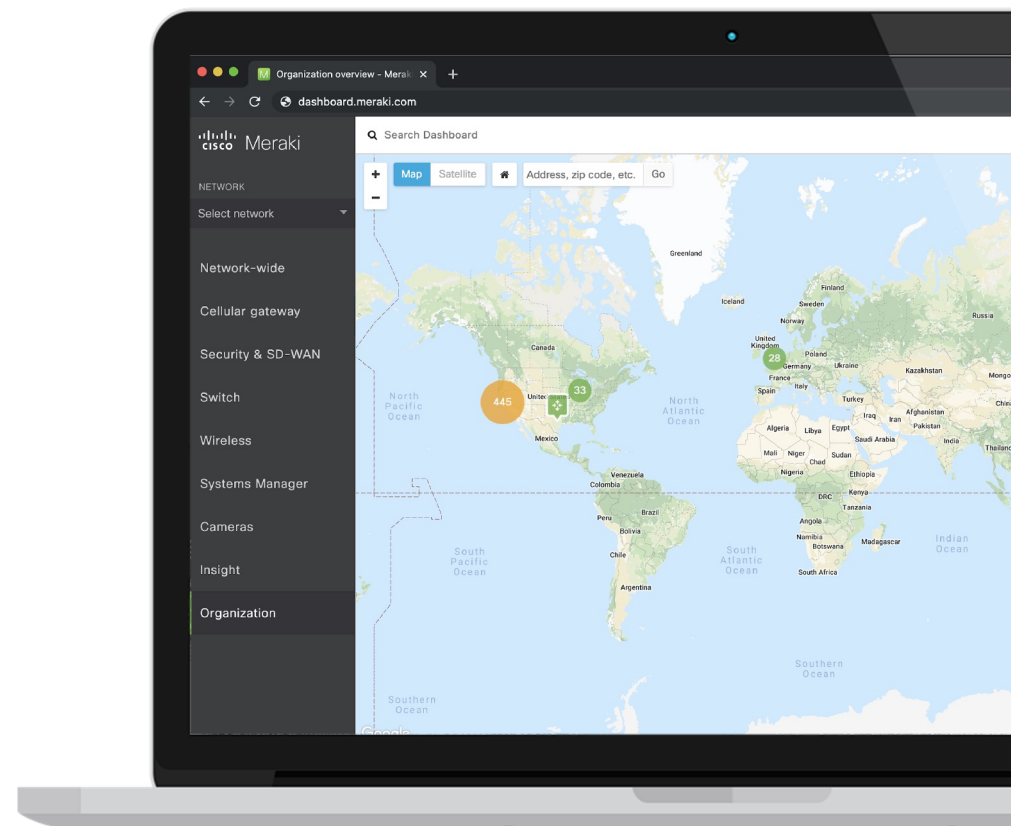 Organization overview - Merak
dashboard.meraki.com
CISCO Meraki
NETWORK
Select network
Network-wide
Cellular gateway
Security & SD-WAN
Switch
Wireless
Systems Manager
Cameras
Insight
Organization
Search Dashboard
Map Satellite Address, zip code, etc. Go
Greenland
Iceland
Finland
Sweden
Norway
Russia
Canada
United
Kingdom
28
Poland
Germany
Ukraine
Kazakhstan
Mongo
France
Italy
Spain
Turkey
445
33
North
Pacific
Ocean
North
Atlantic
Ocean
Mexico
Iraq
Iran
Afghanistan
Pakistan
China
Algeria
Libya
Egypt
Saudi Arabia
India
Thailand
Mali
Niger
Chad
Sudan
Nigeria
Ethiopia
Venezuela
Colombia
DRC
Kenya
Tanzania
Peru
Brazil
Bolivia
Angola
Namibia
Botswana
Madagascar
Indian
Ocean
South
Pacific
Ocean
Chile
South
Atlantic
Ocean
South Africa
Argentina
Southern
Ocean
Southern
Ocean
Google